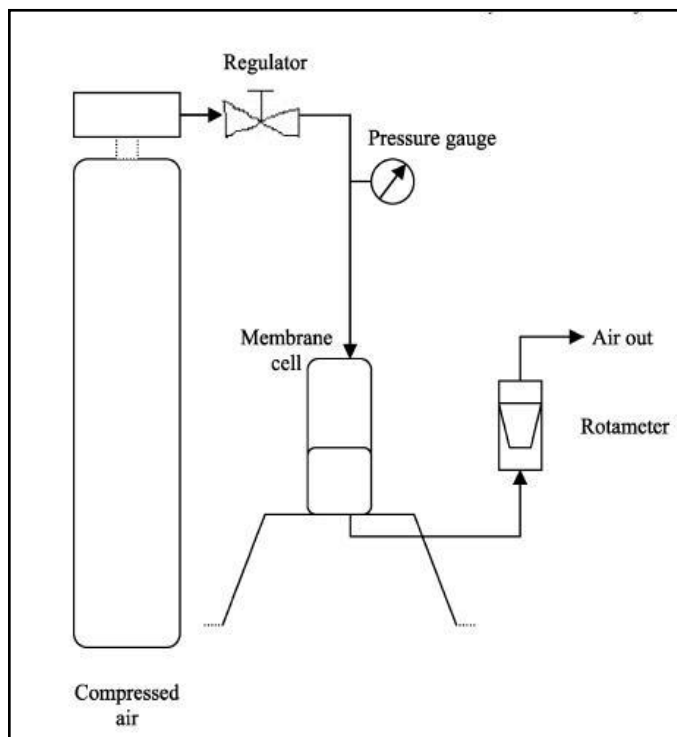 Regulator
Pressure gauge
Membrane
cell
Air out
Rotameter
Compressed
air